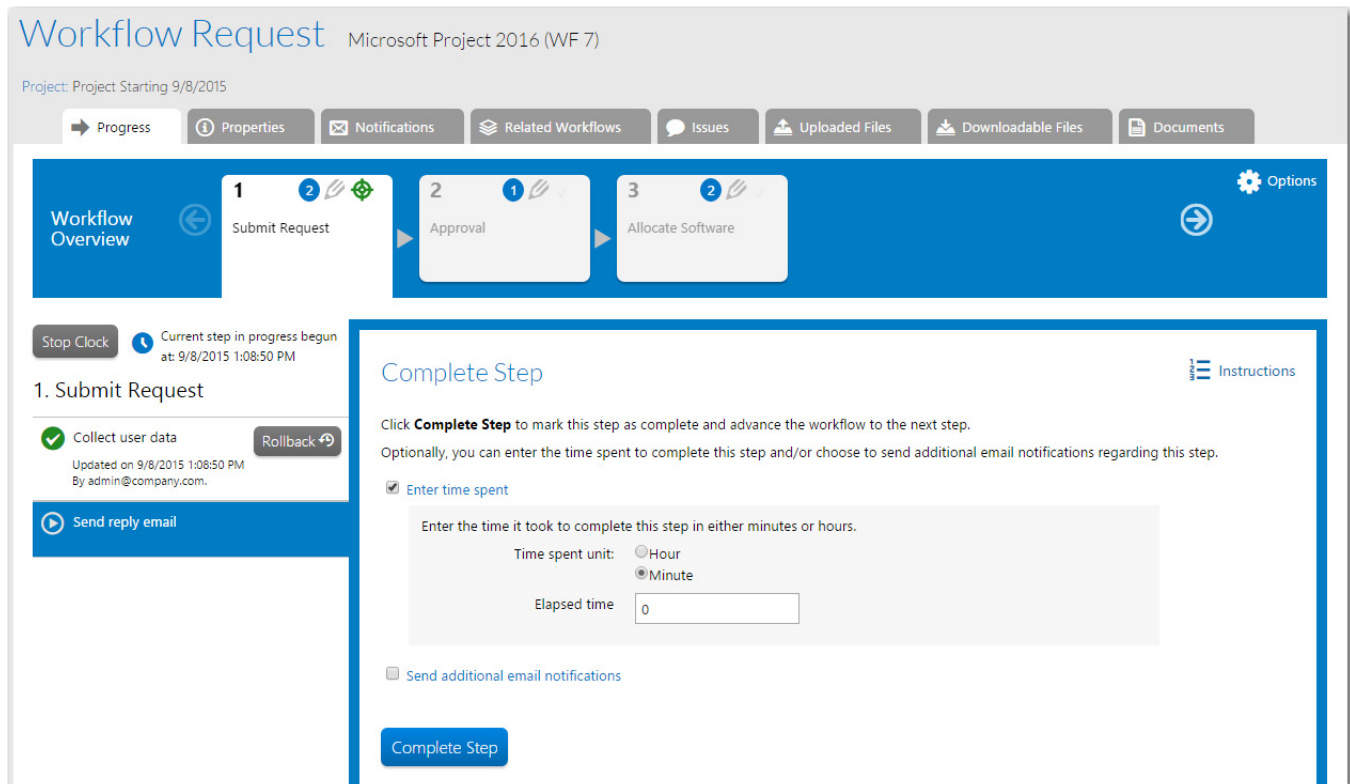 Workflow Request Microsoft Project 2016 (WF 7)
Project: Project Starting 9/8/2015
Progress Properties Notifications Related Workflows Issues Uploaded Files Downloadable Files Documents
Workflow
Overview
1 2
Submit Request
2 1
Approval
3 2
Allocate Software
Options
Stop Clock
Current step in progress begun
at: 9/8/2015 1:08:50 PM
1. Submit Request
Collect user data
Rollback
Updated on 9/8/2015 1:08:50 PM
By admin@company.com.
Send reply email
Complete Step
1
2
3
Instructions
Click Complete Step to mark this step as complete and advance the workflow to the next step.
Optionally, you can enter the time spent to complete this step and/or choose to send additional email notifications regarding this step.
Enter time spent
Enter the time it took to complete this step in either minutes or hours.
Time spent unit: Hour
Minute
Elapsed time 0
Send additional email notifications
Complete Step